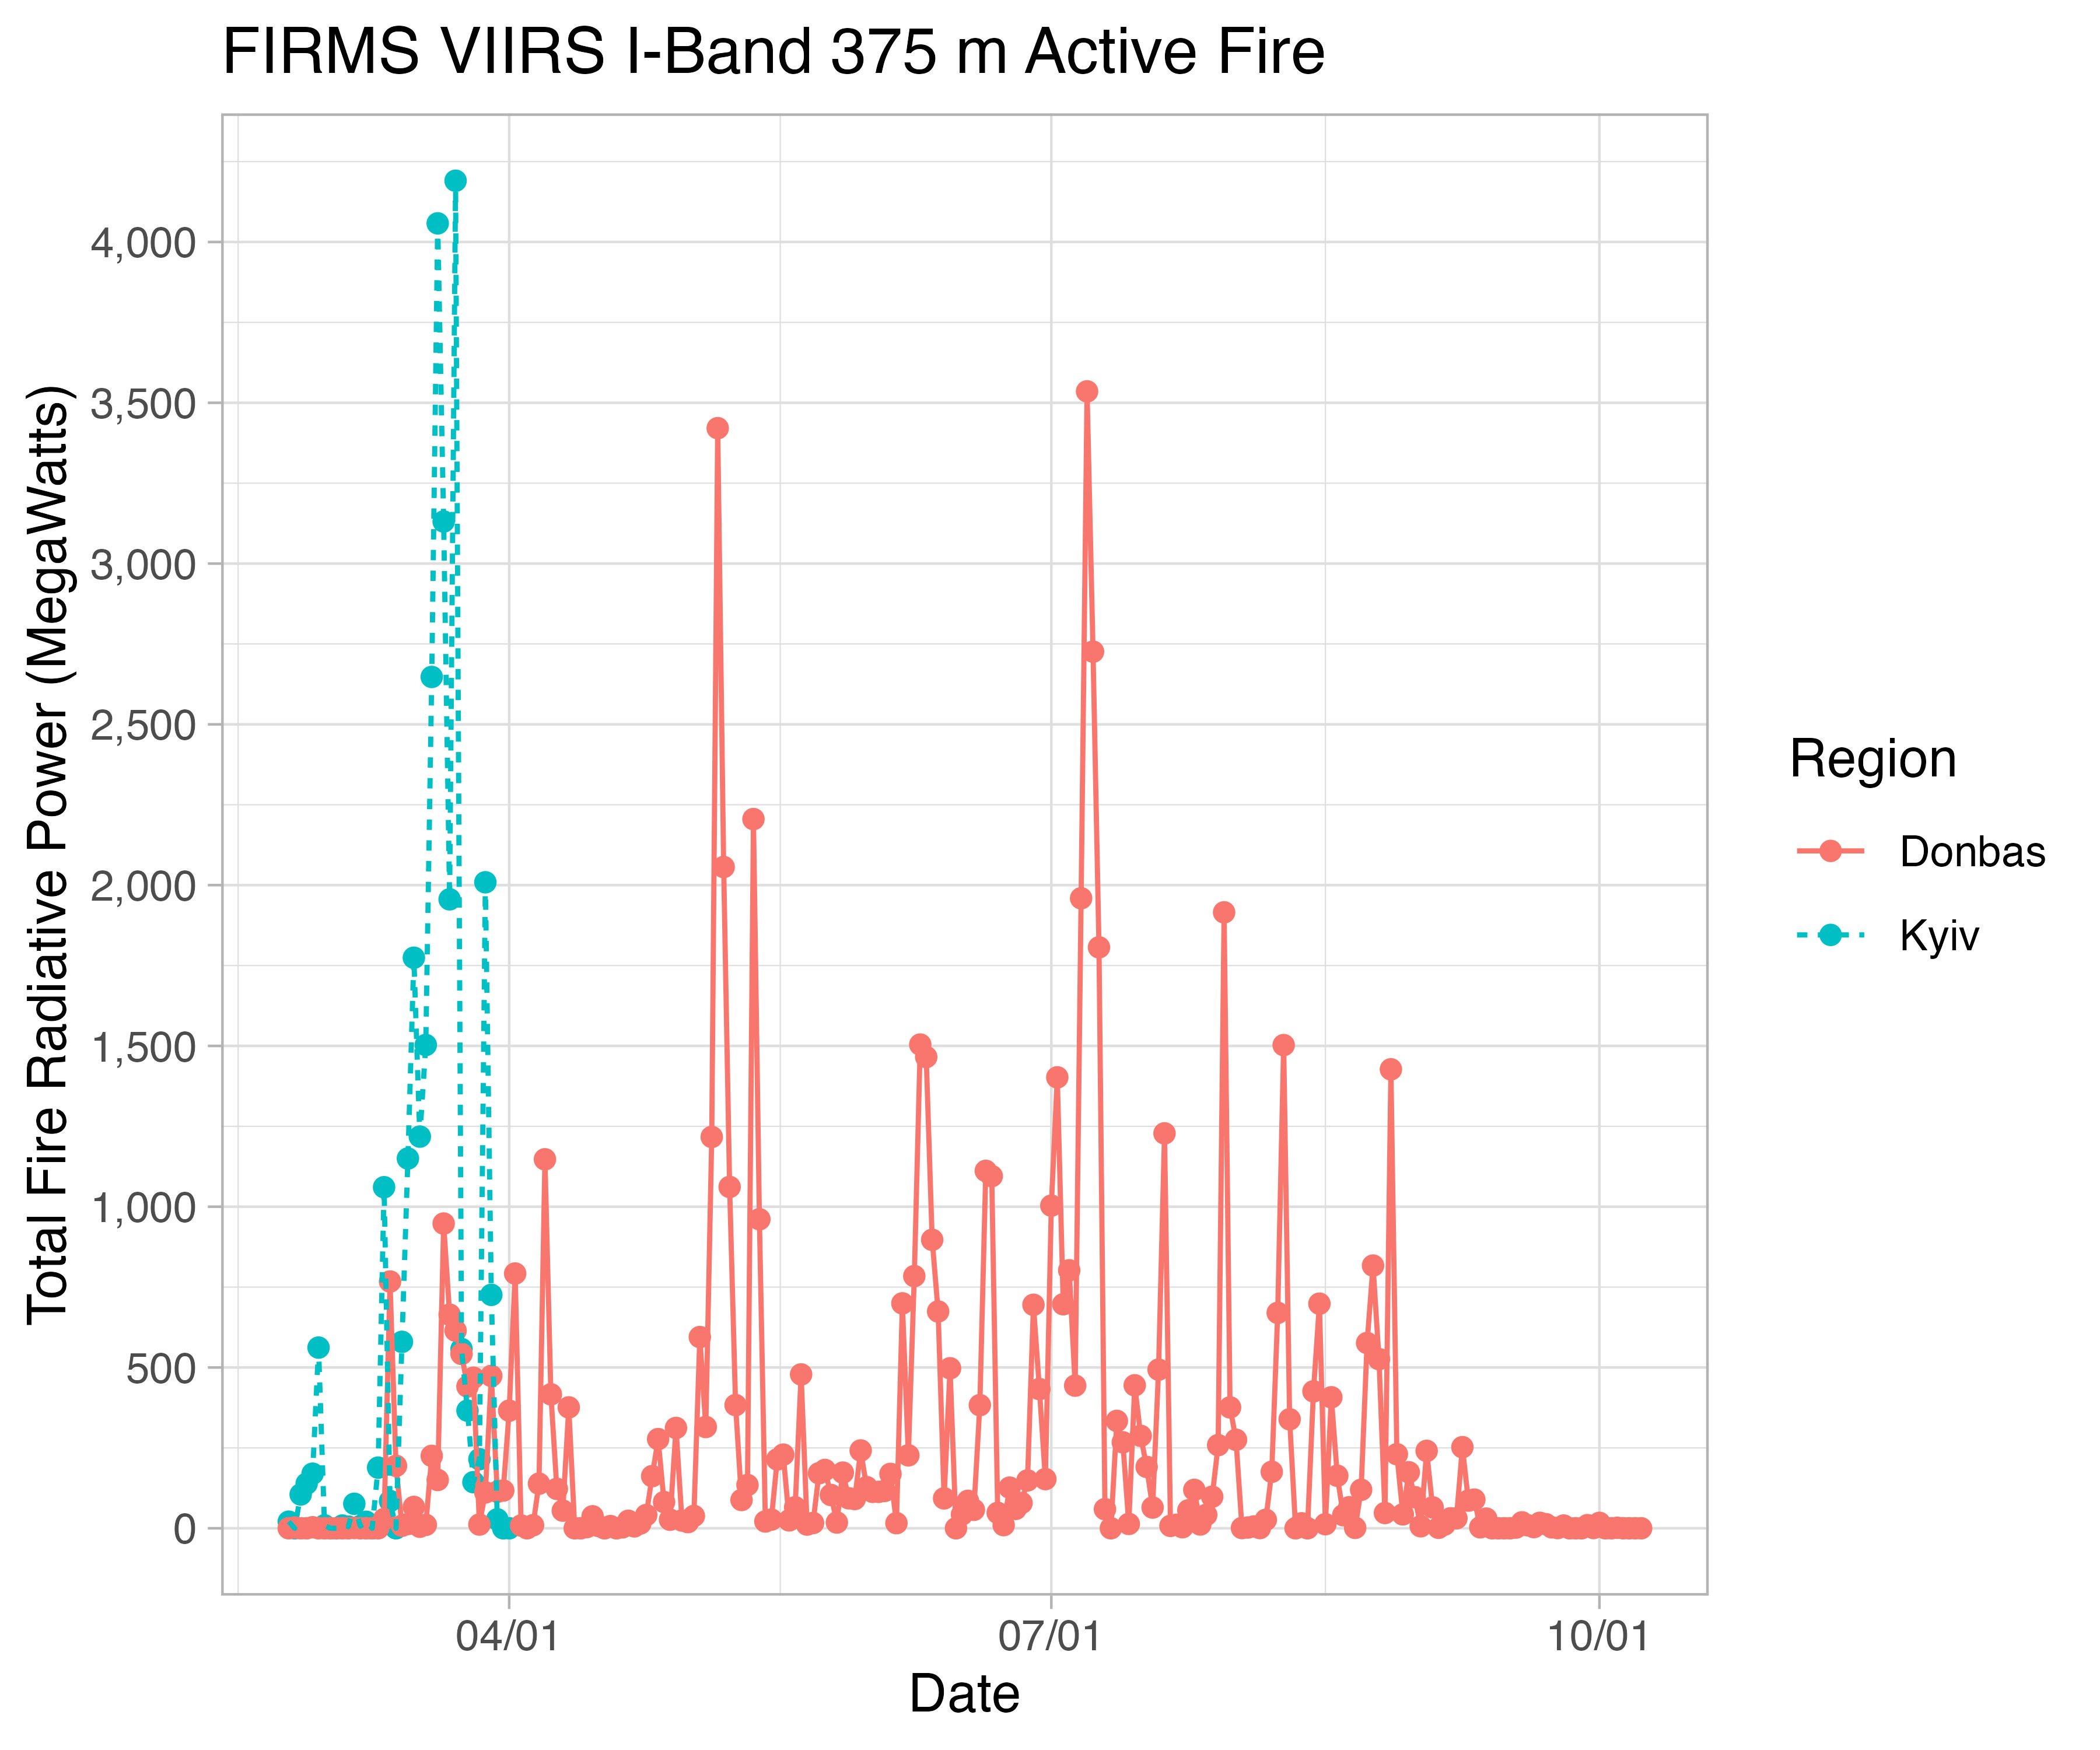 FIRMS VIIRS I-Band 375 m Active Fire
Total Fire Radiative Power (MegaWatts)
4,000
3,500
3,000
2,500
2,000
1,500
1,000
500
0
04/01
07/01
10/01
Date
Region
Donbas
Kyiv